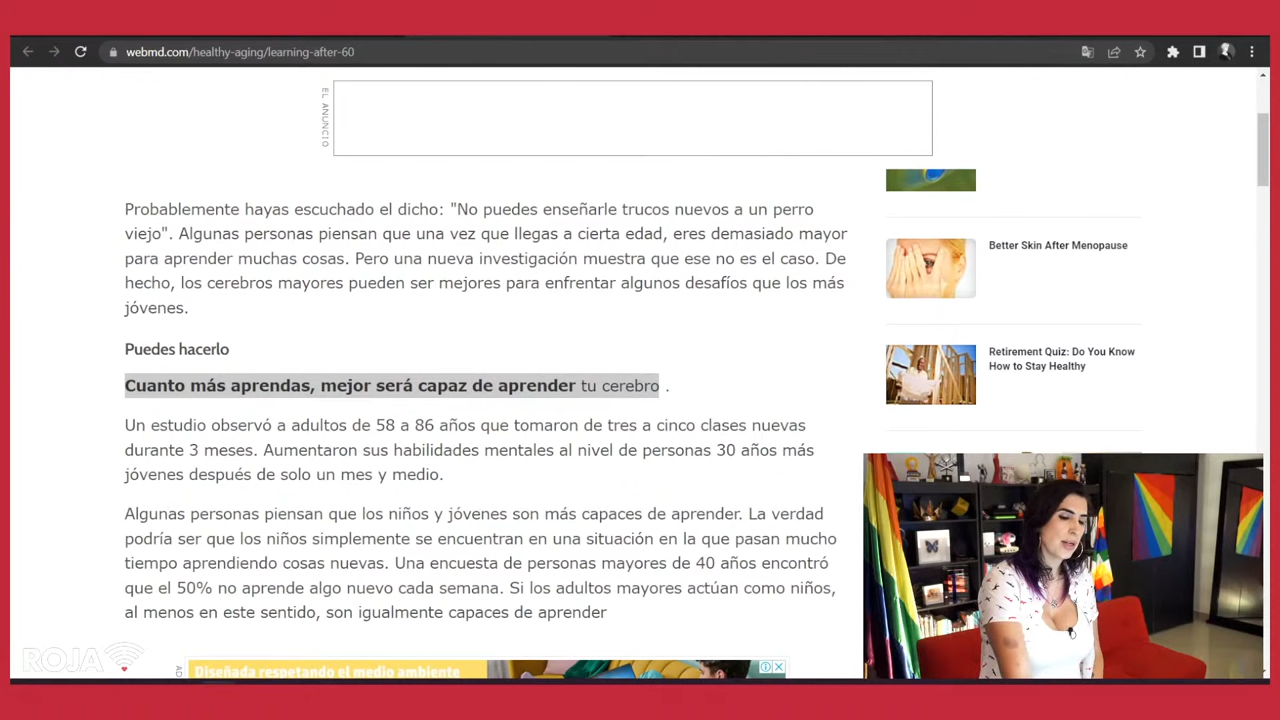 webmd.com/healthy-aging/learning-after-60
EL ANUNCIO
Probablemente hayas escuchado el dicho: "No puedes enseñarle trucos nuevos a un perro
viejo". Algunas personas piensan que una vez que llegas a cierta edad, eres demasiado mayor
para aprender muchas cosas. Pero una nueva investigación muestra que ese no es el caso. De
hecho, los cerebros mayores pueden ser mejores para enfrentar algunos desafíos que los más
jóvenes.
Puedes hacerlo
Cuanto más aprendas, mejor será capaz de aprender tu cerebro .
Un estudio observó a adultos de 58 a 86 años que tomaron de tres a cinco clases nuevas
durante 3 meses. Aumentaron sus habilidades mentales al nivel de personas 30 años más
jóvenes después de solo un mes y medio.
Algunas personas piensan que los niños y jóvenes son más capaces de aprender. La verdad
podría ser que los niños simplemente se encuentran en una situación en la que pasan mucho
tiempo aprendiendo cosas nuevas. Una encuesta de personas mayores de 40 años encontró
que el 50% no aprende algo nuevo cada semana. Si los adultos mayores actúan como niños,
al menos en este sentido, son igualmente capaces de aprender
Better Skin After Menopause
Retirement Quiz: Do You Know
How to Stay Healthy
ROJA
AD
Diseñada respetando el medio ambiente